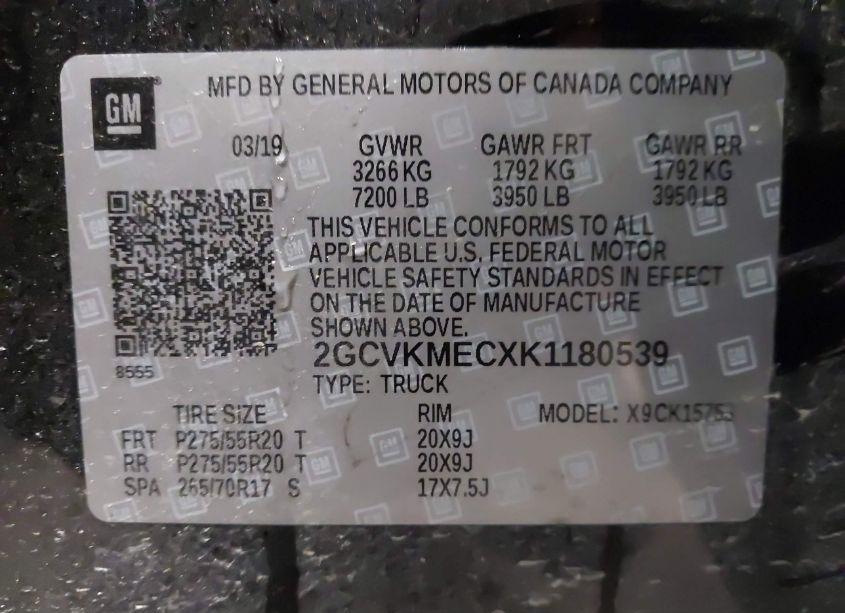 GM
MFD BY GENERAL MOTORS OF CANADA COMPANY
03/19 GVWR GAWR FRT GAWR RR
3266 KG 1792 KG 1792 KG
7200 LB 3950 LB 3950 LB
THIS VEHICLE CONFORMS TO ALL
APPLICABLE U.S. FEDERAL MOTOR
VEHICLE SAFETY STANDARDS IN EFFECT
ON THE DATE OF MANUFACTURE
SHOWN ABOVE.
8555
2GCVKMECXK1180539
TYPE: TRUCK
TIRE SIZE RIM MODEL: X9CK15753
FRT P275/55R20 T 20X9J
RR P275/55R20 T 20X9J
SPA 265/70R17 S 17X7.5J